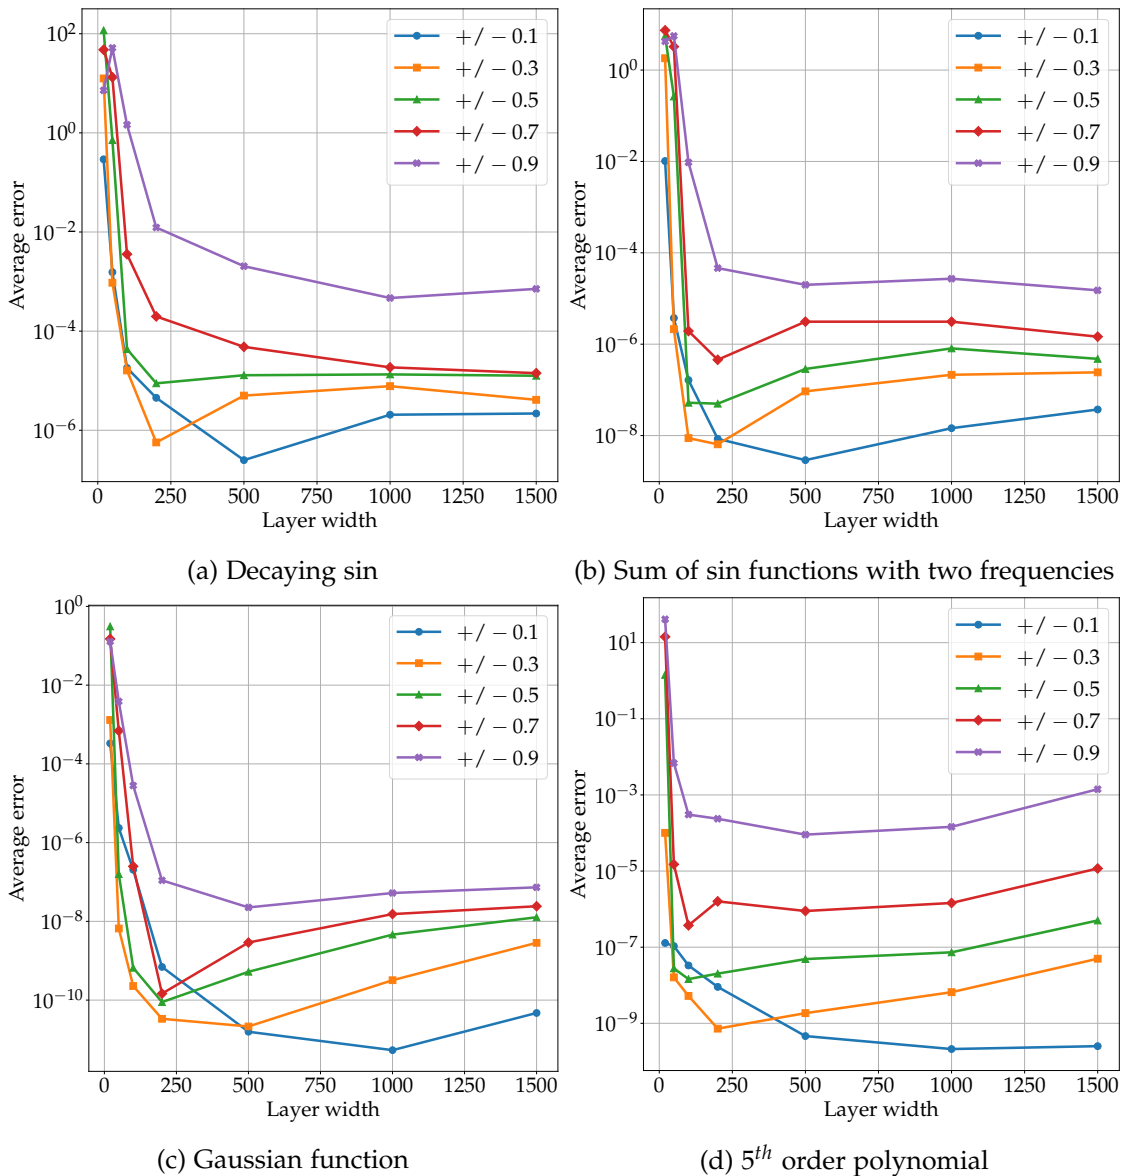 10^2
10^0
10^-2
10^-4
10^-6
Average error
0 250 500 750 1000 1250 1500
Layer width
+/− 0.1
+/− 0.3
+/− 0.5
+/− 0.7
+/− 0.9
(a) Decaying sin
10^0
10^-2
10^-4
10^-6
10^-8
Average error
0 250 500 750 1000 1250 1500
Layer width
+/− 0.1
+/− 0.3
+/− 0.5
+/− 0.7
+/− 0.9
(b) Sum of sin functions with two frequencies
10^0
10^-2
10^-4
10^-6
10^-8
10^-10
Average error
0 250 500 750 1000 1250 1500
Layer width
+/− 0.1
+/− 0.3
+/− 0.5
+/− 0.7
+/− 0.9
(c) Gaussian function
10^1
10^-1
10^-3
10^-5
10^-7
10^-9
Average error
0 250 500 750 1000 1250 1500
Layer width
+/− 0.1
+/− 0.3
+/− 0.5
+/− 0.7
+/− 0.9
(d) 5^th order polynomial